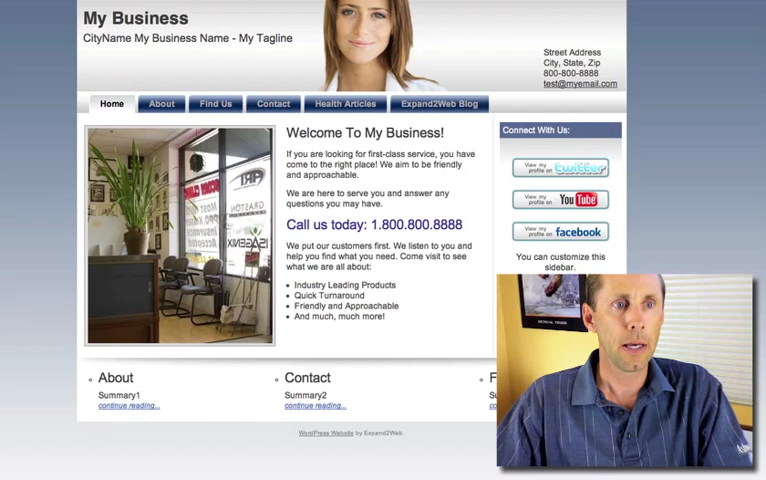 My Business
CityName My Business Name - My Tagline
Street Address
City, State, Zip
800-800-8888
test@myemail.com
Home
About
Find Us
Contact
Health Articles
Expand2Web Blog
Welcome To My Business!
If you are looking for first-class service, you have
come to the right place! We aim to be friendly
and approachable.
We are here to serve you and answer any
questions you may have.
Call us today: 1.800.800.8888
We put our customers first. We listen to you and
help you find what you need. Come visit to see
what we are all about:
Industry Leading Products
Quick Turnaround
Friendly and Approachable
And much, much more!
Connect With Us:
View my
profile on
twitter
View my
profile on
YouTube
View my
profile on
facebook
You can customize this
sidebar.
ISAGENIX
GRASTON
BENGAL TIGER
About
Summary1
continue reading...
Contact
Summary2
continue reading...
WordPress Website by Expand2Web.